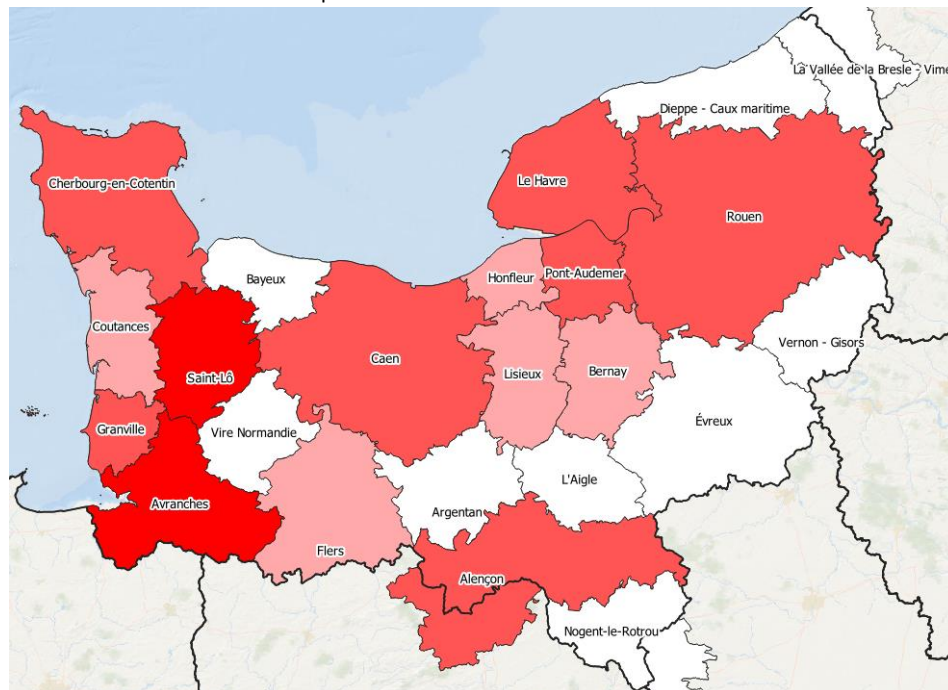 La Vallée de la Bresle - Vime
Dieppe - Caux maritime
Cherbourg-en-Cotentin
Le Havre
Rouen
Bayeux
Honfleur
Pont-Audemer
Coutances
Vernon - Gisors
Caen
Saint-Lô
Lisieux
Bernay
Évreux
Granville
Vire Normandie
L'Aigle
Avranches
Argentan
Flers
Alençon
Nogent-le-Rotrou